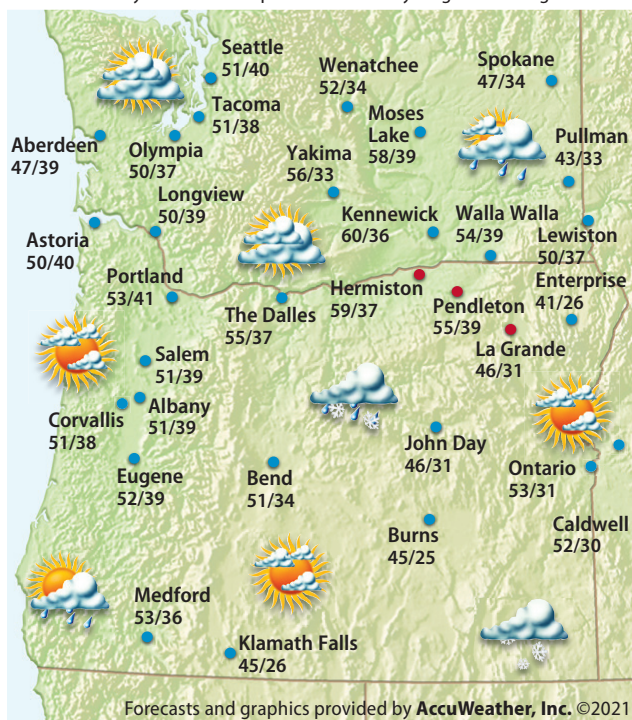 Seattle
51/40
Spokane
47/34
Wenatchee
52/34
Tacoma
51/38
Moses
Lake
58/39
Aberdeen
47/39
Olympia
50/37
Pullman
43/33
Yakima
56/33
Longview
50/39
Kennewick
60/36
Walla Walla
54/39
Lewiston
50/37
Astoria
50/40
Portland
53/41
The Dalles
55/37
Hermiston
59/37
Pendleton
55/39
Enterprise
41/26
La Grande
46/31
Salem
51/39
Albany
51/39
Corvallis
51/38
John Day
46/31
Ontario
53/31
Eugene
52/39
Bend
51/34
Caldwell
52/30
Burns
45/25
Medford
53/36
Klamath Falls
45/26
Forecasts and graphics provided by AccuWeather, Inc. ©2021